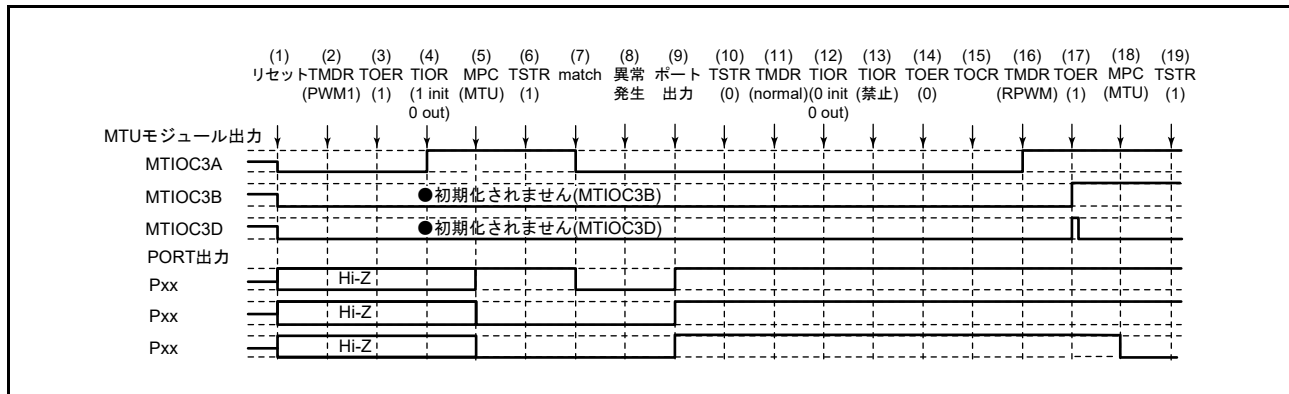 (1) (2) (3) (4) (5) (6) (7) (8) (9) (10) (11) (12) (13) (14) (15) (16) (17) (18) (19)
リセット TMDR TOER TIOR MPC TSTR match 異常 ポート TSTR TMDR TIOR TIOR TOER TOCR TMDR TOER MPC TSTR
(PWM1) (1) (1 init (MTU) (1) 発生 出力 (0) (normal) (0 init (禁止) (0) (RPWM) (1) (MTU) (1)
0 out) 0 out)
MTUモジュール出力
MTIOC3A
MTIOC3B ●初期化されません(MTIOC3B)
MTIOC3D ●初期化されません(MTIOC3D)
PORT出力
Pxx Hi-Z
Pxx Hi-Z
Pxx Hi-Z